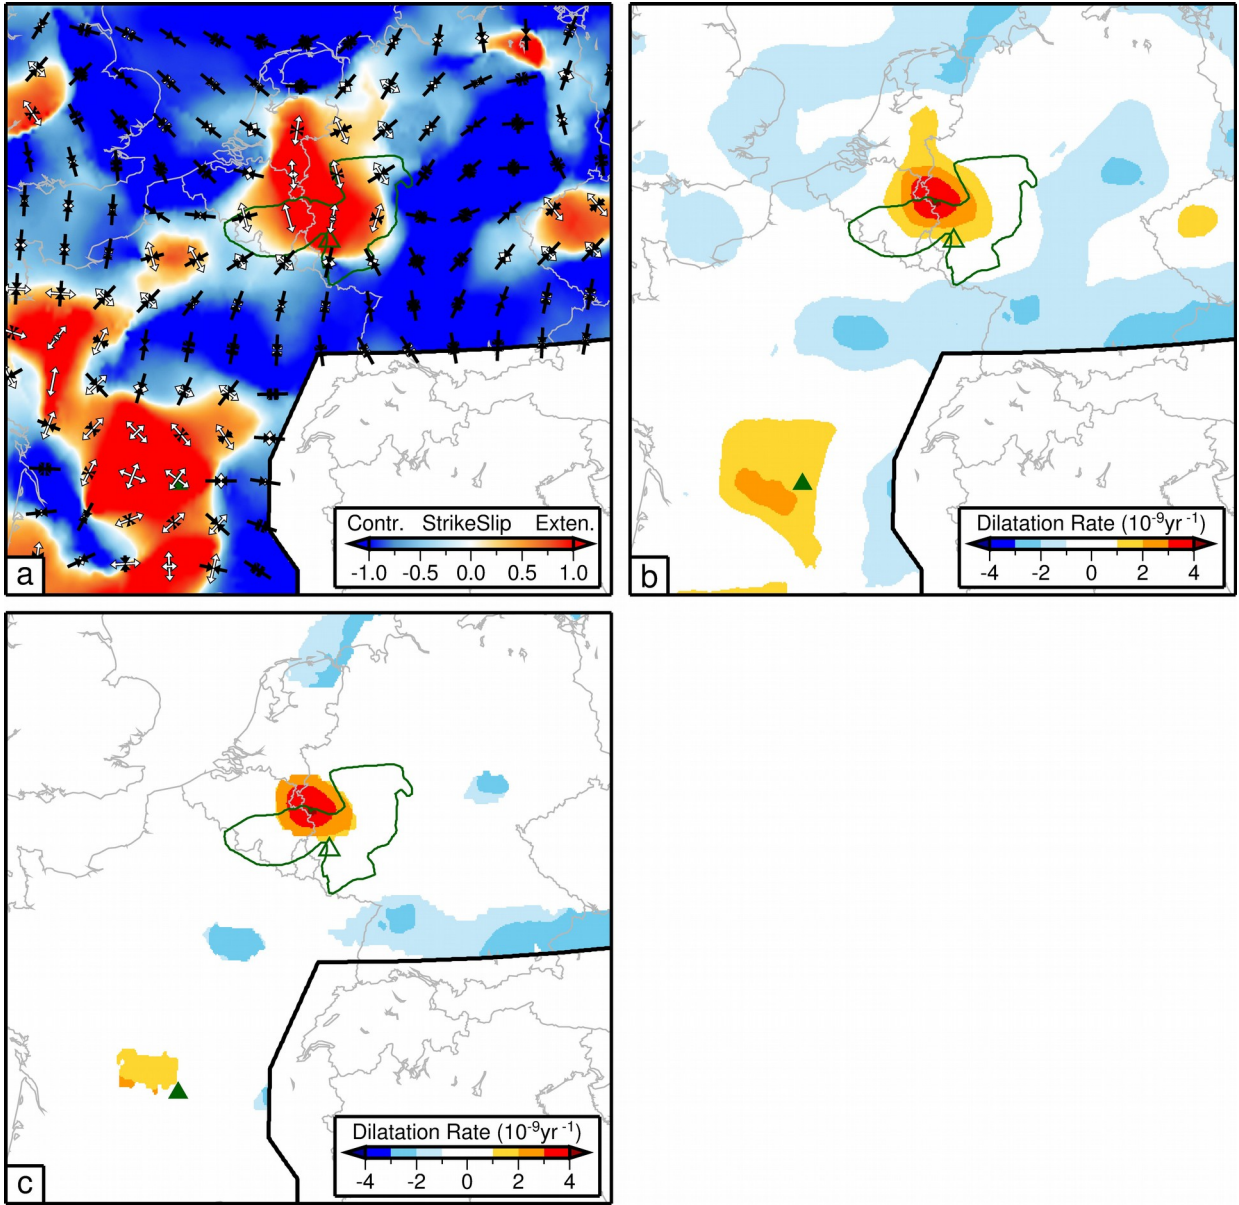 Contr. StrikeSlip Exten.
-1.0 -0.5 0.0 0.5 1.0
a
Dilatation Rate (10⁻⁹yr⁻¹)
-4 -2 0 2 4
b
Dilatation Rate (10⁻⁹yr⁻¹)
-4 -2 0 2 4
c